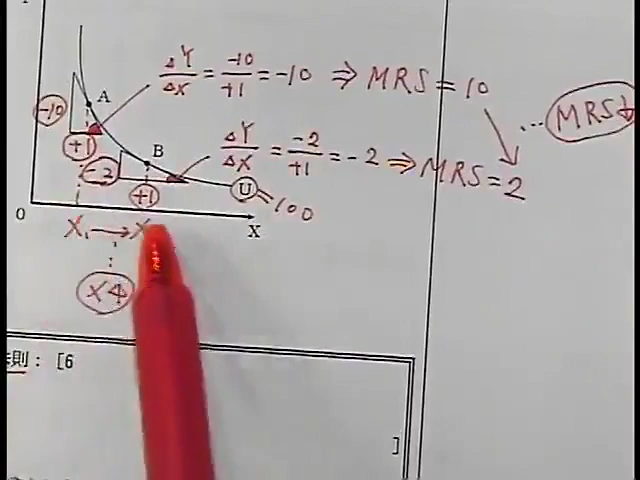 ΔY/ΔX = -10/+1 = -10 ⇒ MRS = 10
A
-10
+1
... MRS↓
ΔY/ΔX = -2/+1 = -2 ⇒ MRS = 2
B
-2
+1
U = 100
0
X
X₁ → X
X↑
則：[6
]